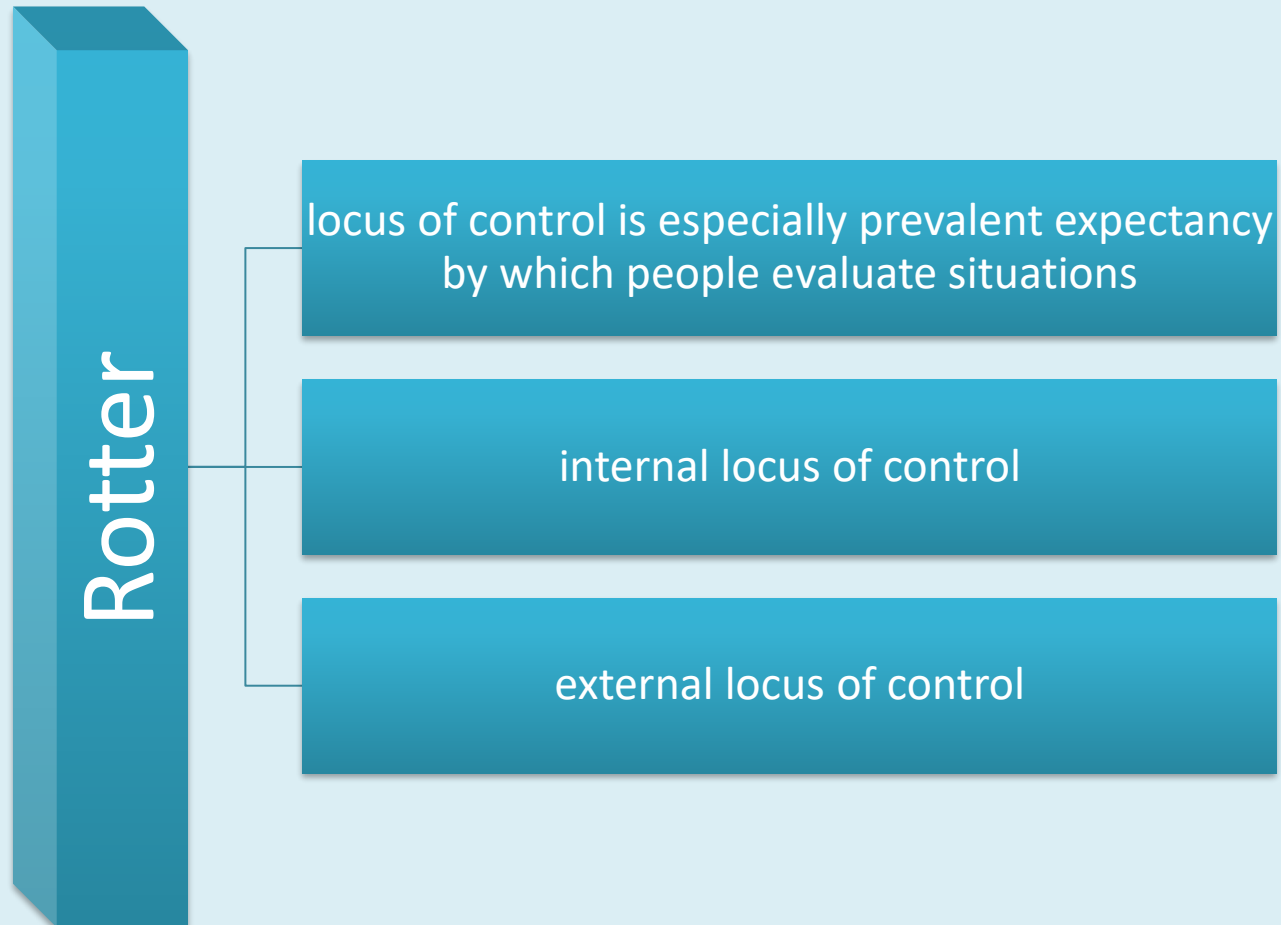 Rotter
locus of control is especially prevalent expectancy
by which people evaluate situations
internal locus of control
external locus of control